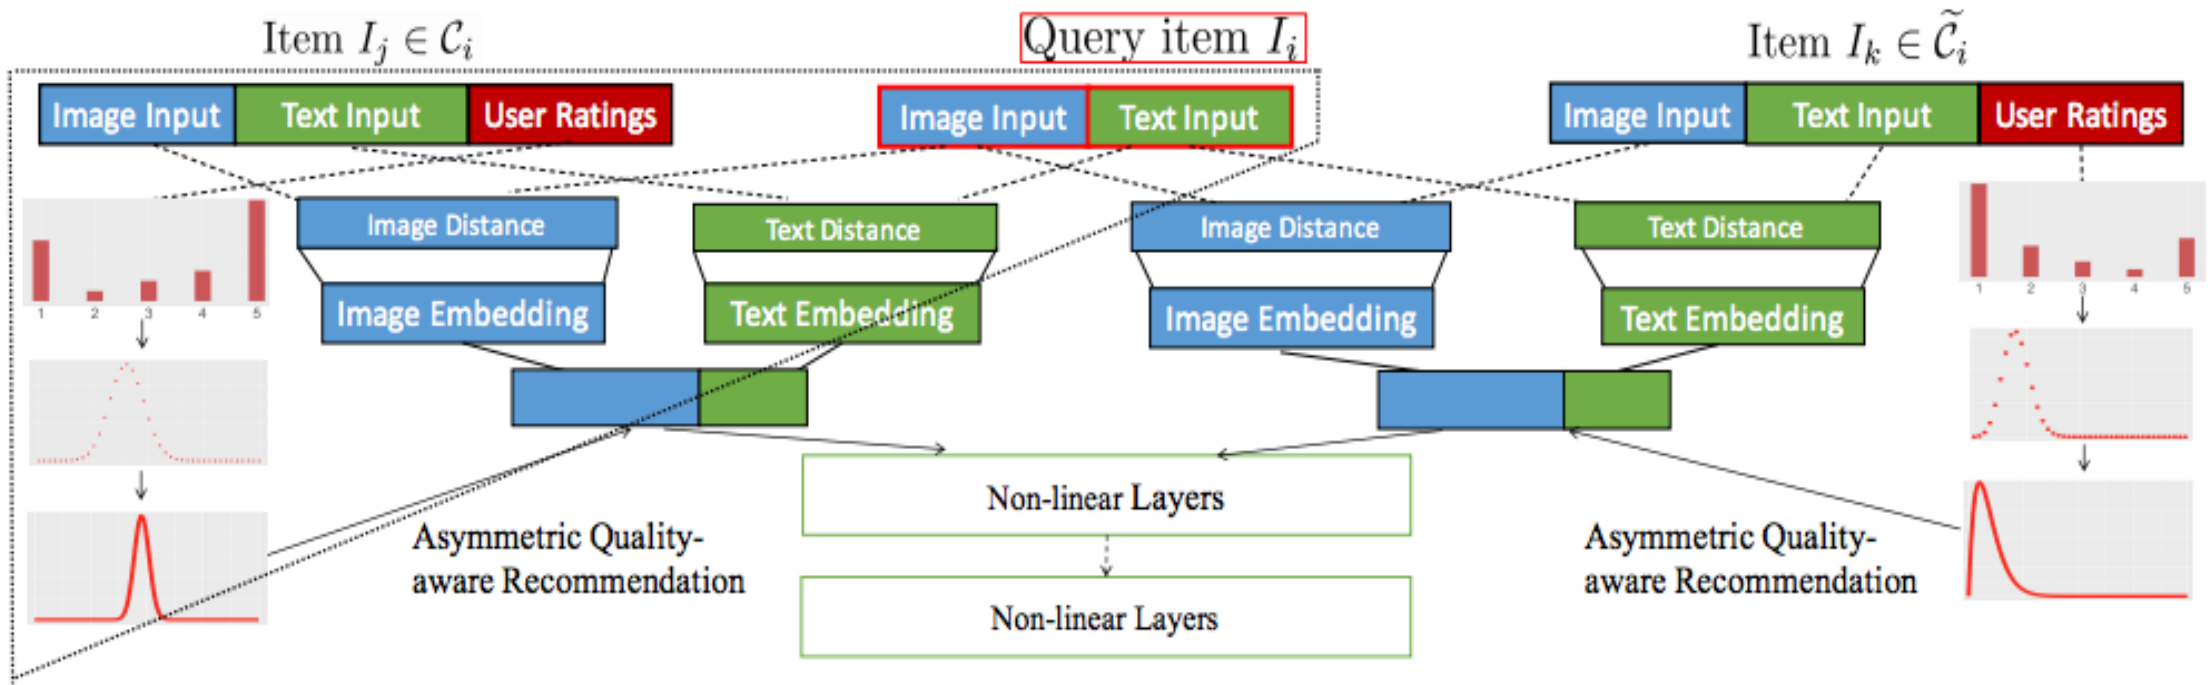 Item I_j ∈ C_i
Query item I_i
Item I_k ∈ C̃_i
Image Input Text Input User Ratings
Image Input Text Input
Image Input Text Input User Ratings
Image Distance
Text Distance
Image Distance
Text Distance
1 2 3 4 5
1 2 3 4 5
Image Embedding
Text Embedding
Image Embedding
Text Embedding
Non-linear Layers
Asymmetric Quality-
aware Recommendation
Asymmetric Quality-
aware Recommendation
Non-linear Layers